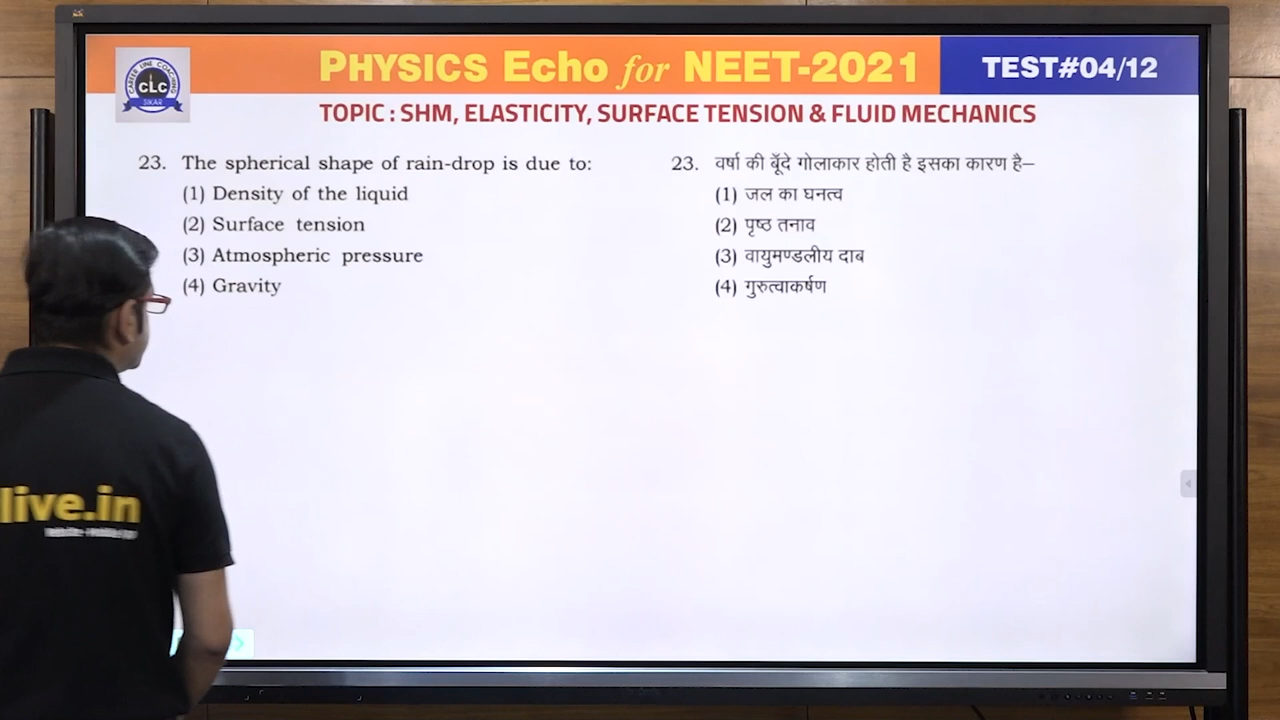 PHYSICS Echo for NEET-2021
TEST#04/12
CAREER LINE COACHING
CLC
SIKAR
TOPIC : SHM, ELASTICITY, SURFACE TENSION & FLUID MECHANICS
23. The spherical shape of rain-drop is due to:
(1) Density of the liquid
(2) Surface tension
(3) Atmospheric pressure
(4) Gravity
23. वर्षा की बूँदे गोलाकार होती है इसका कारण है–
(1) जल का घनत्व
(2) पृष्ठ तनाव
(3) वायुमण्डलीय दाब
(4) गुरुत्वाकर्षण
live.in